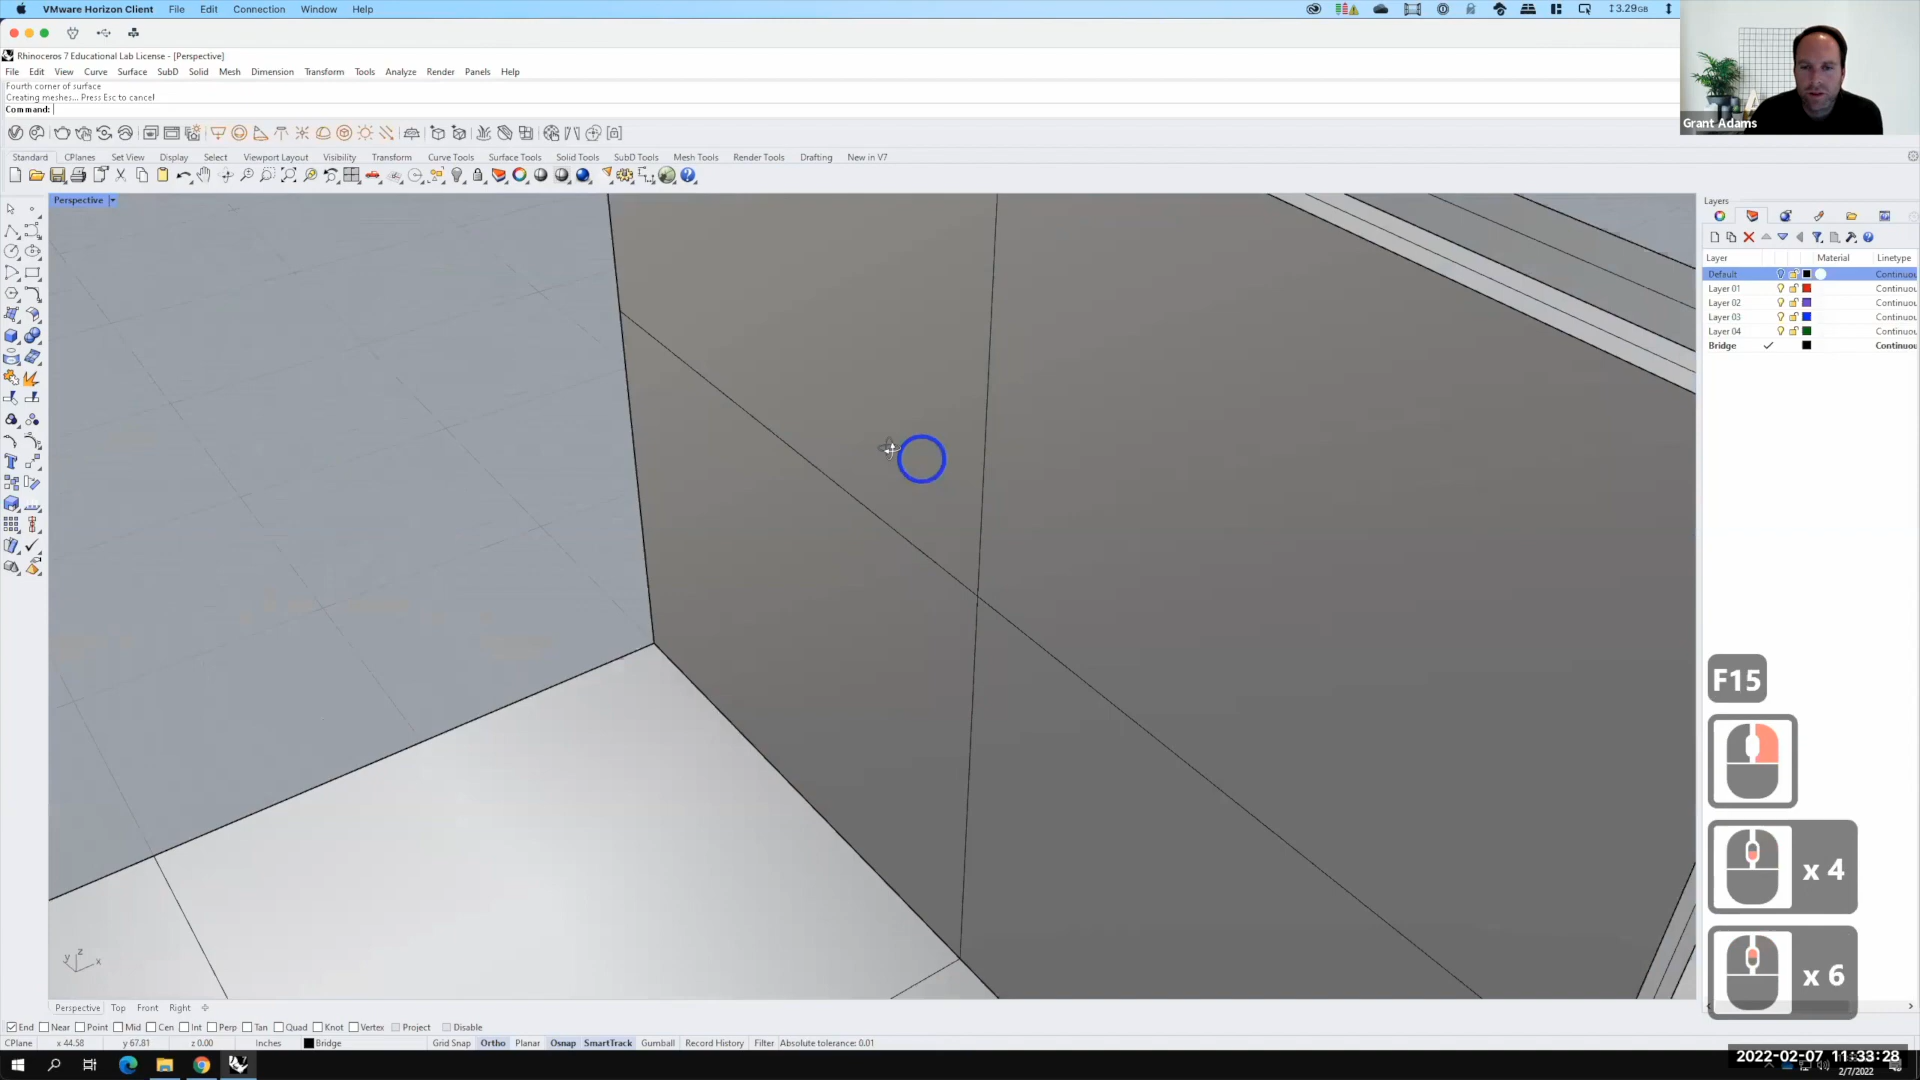 VMware Horizon Client File Edit Connection Window Help
3.29GB
Rhinoceros 7 Educational Lab License - [Perspective]
File Edit View Curve Surface SubD Solid Mesh Dimension Transform Tools Analyze Render Panels Help
Fourth corner of surface
Creating meshes... Press Esc to cancel
Command:
Grant Adams
Standard CPlanes Set View Display Select Viewport Layout Visibility Transform Curve Tools Surface Tools Solid Tools SubD Tools Mesh Tools Render Tools Drafting New in V7
Perspective
Layers
Layer Material Linetype
Default Continuou
Layer 01 Continuou
Layer 02 Continuou
Layer 03 Continuou
Layer 04 Continuou
Bridge Continuou
F15
x 4
x 6
z
y x
Perspective Top Front Right
End Near Point Mid Cen Int Perp Tan Quad Knot Vertex Project Disable
CPlane x 44.58 y 67.81 z 0.00 Inches Bridge Grid Snap Ortho Planar Osnap SmartTrack Gumball Record History Filter Absolute tolerance: 0.01
2022-02-07 11:33:28
2/7/2022